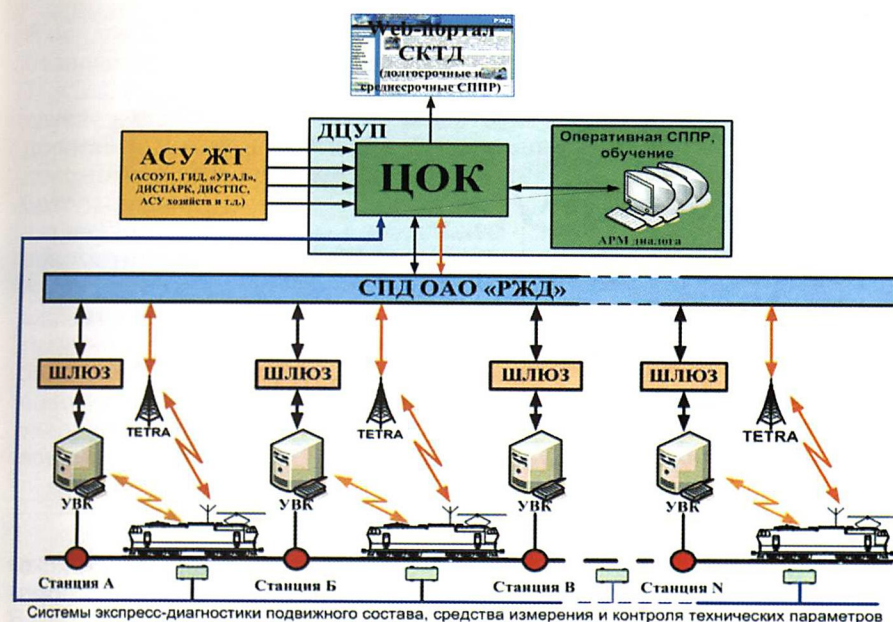 РЖД
Web-портал
СКТД
(долгосрочные и
среднесрочные СППР)
ДЦУП
АСУ ЖТ
(АСОУП, ГИД, «УРАЛ»,
ДИСПАРК, ДИСТПС,
АСУ хозяйств и т.д.)
ЦОК
Оперативная СППР,
обучение
АРМ диалога
СПД ОАО «РЖД»
ШЛЮЗ
ШЛЮЗ
ШЛЮЗ
ШЛЮЗ
TETRA
TETRA
TETRA
УВК
УВК
УВК
УВК
Станция А
Станция Б
Станция В
Станция N
Системы экспресс-диагностики подвижного состава, средства измерения и контроля технических параметров